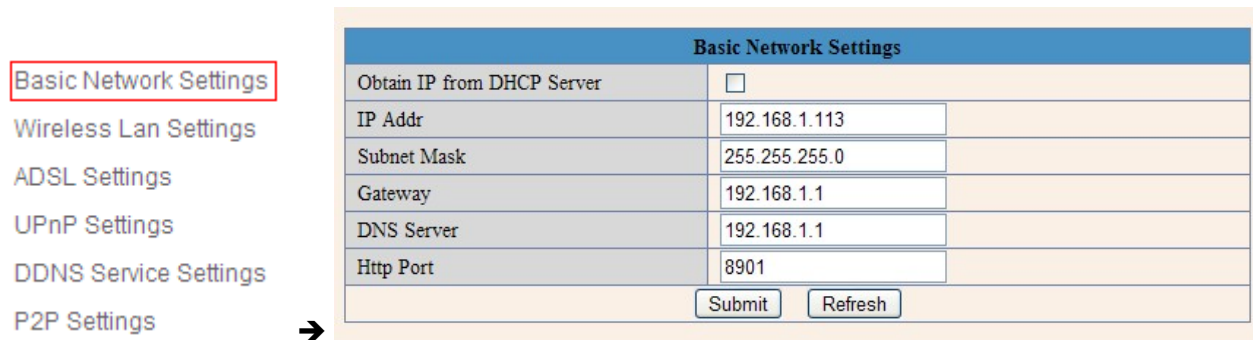 Basic Network Settings
Wireless Lan Settings
ADSL Settings
UPnP Settings
DDNS Service Settings
P2P Settings
Basic Network Settings
Obtain IP from DHCP Server
IP Addr 192.168.1.113
Subnet Mask 255.255.255.0
Gateway 192.168.1.1
DNS Server 192.168.1.1
Http Port 8901
Submit Refresh